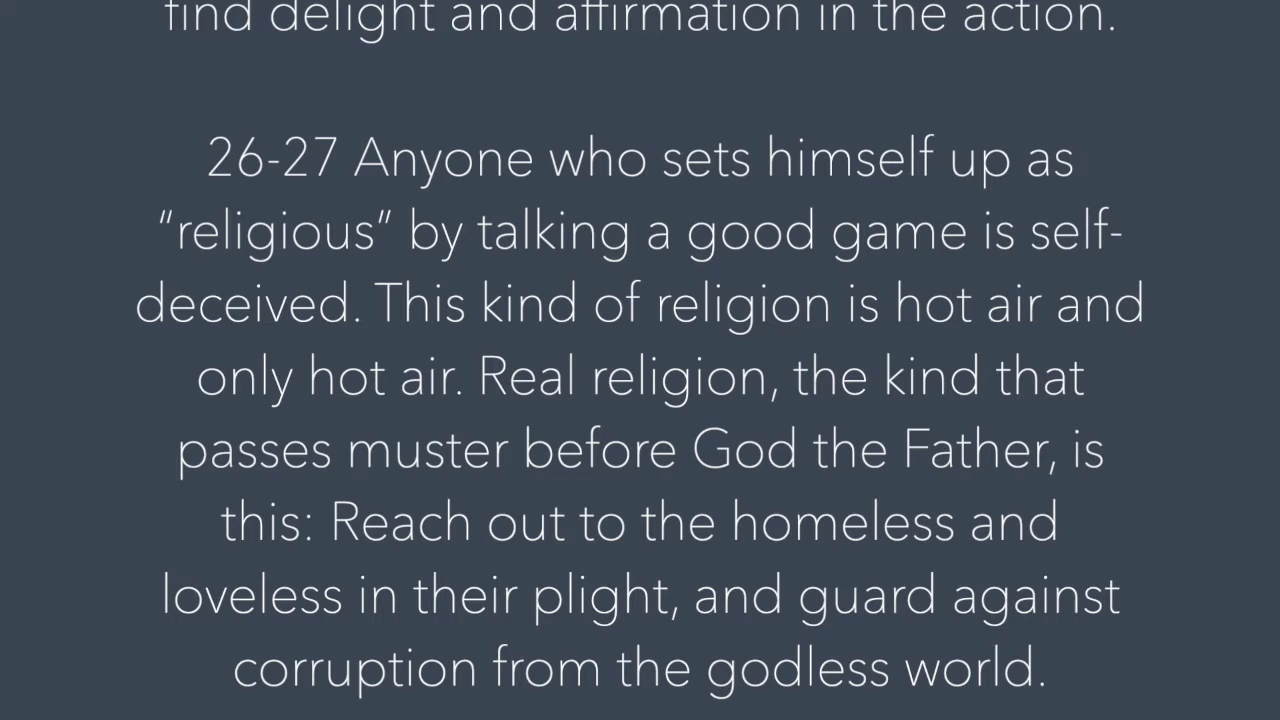 find delight and affirmation in the action.
26-27 Anyone who sets himself up as
“religious” by talking a good game is self-
deceived. This kind of religion is hot air and
only hot air. Real religion, the kind that
passes muster before God the Father, is
this: Reach out to the homeless and
loveless in their plight, and guard against
corruption from the godless world.